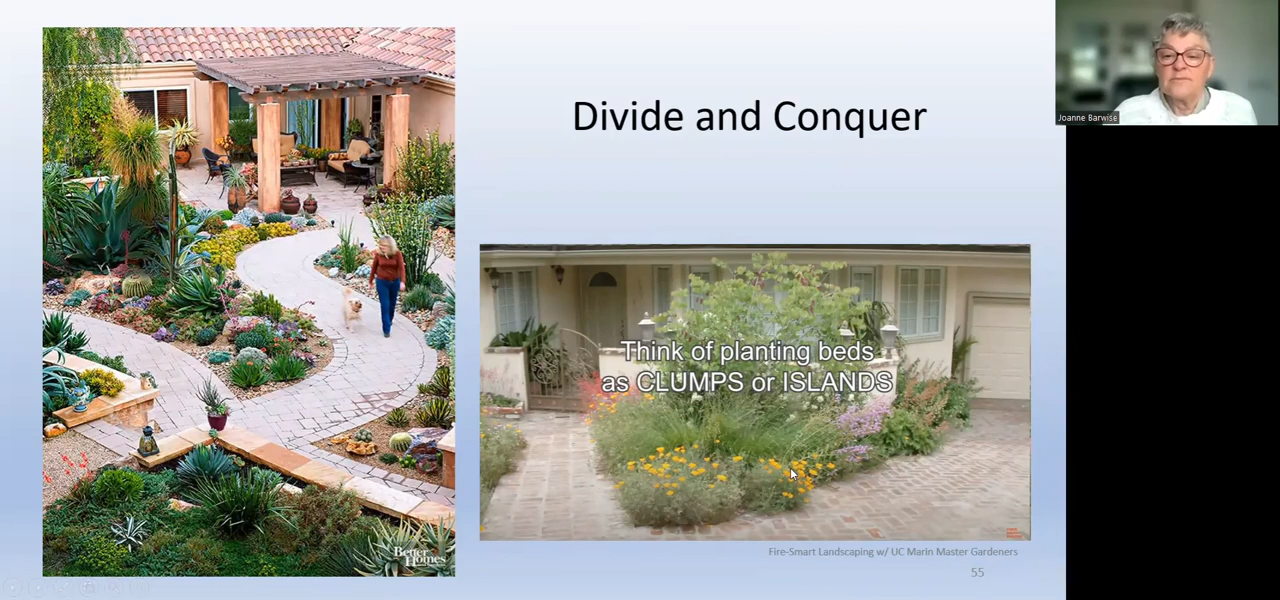 Divide and Conquer
Joanne Barwise
Think of planting beds
as CLUMPS or ISLANDS
Better
Homes
Fire-Smart Landscaping w/ UC Marin Master Gardeners
55